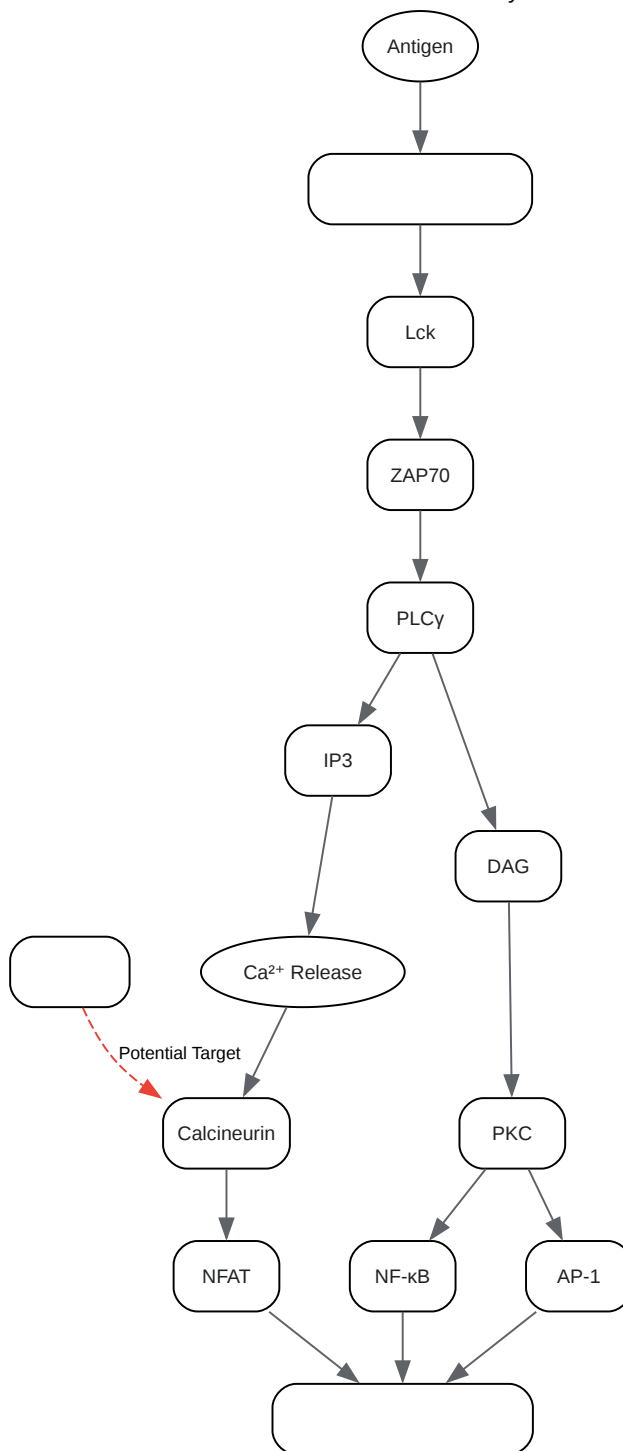 Antigen
Lck
ZAP70
PLCγ
IP3
DAG
Ca²⁺ Release
Potential Target
Calcineurin
PKC
NFAT
NF-κB
AP-1